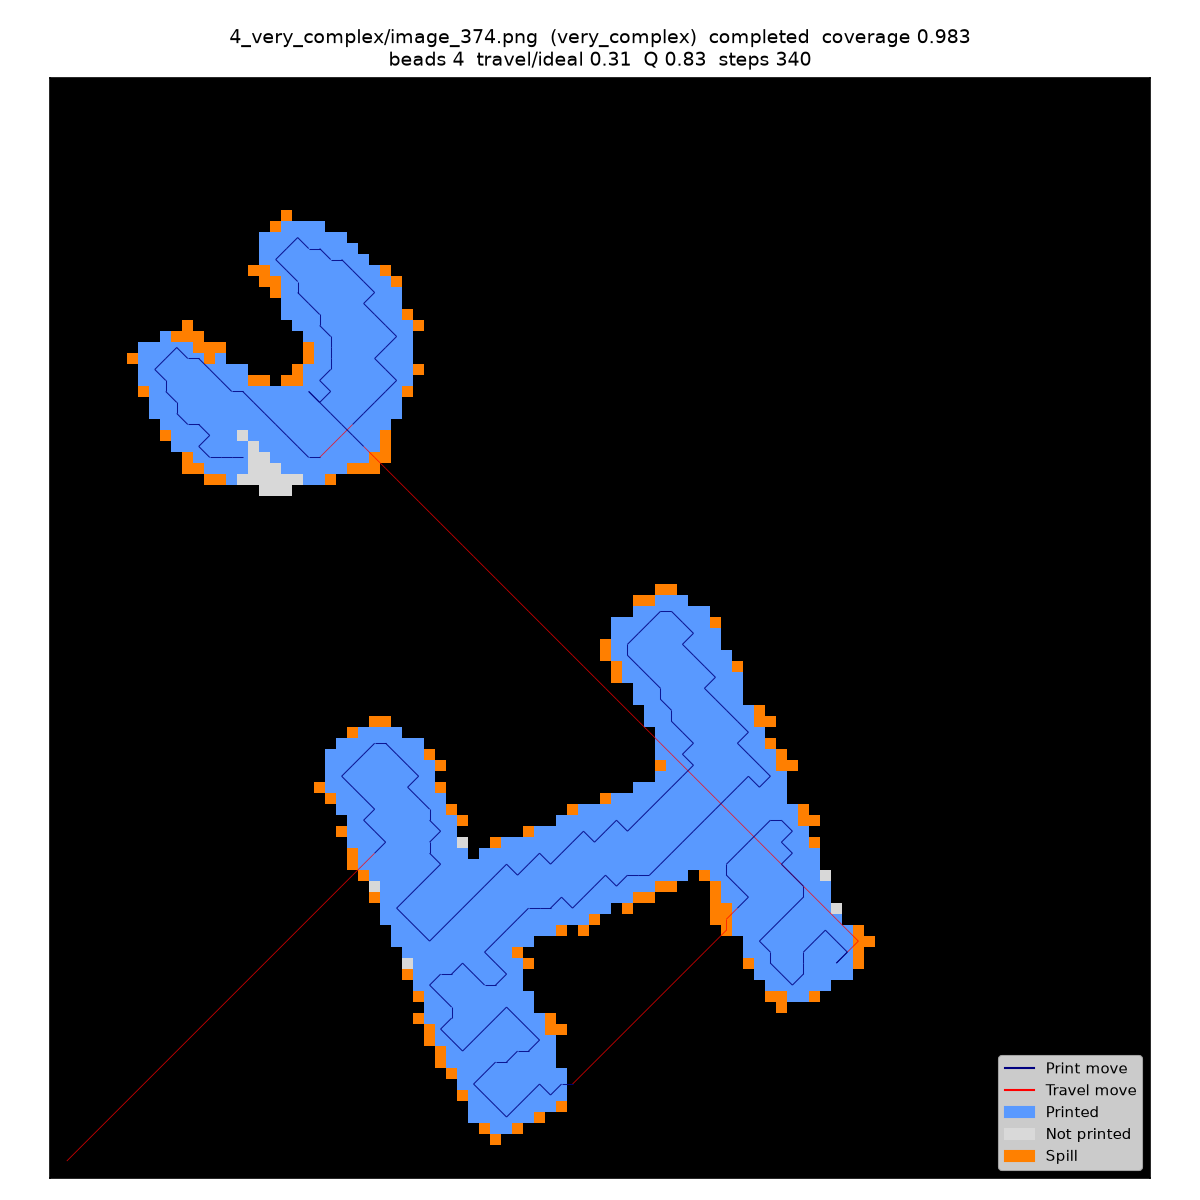 4_very_complex/image_374.png (very_complex) completed coverage 0.983
beads 4 travel/ideal 0.31 Q 0.83 steps 340
Print move
Travel move
Printed
Not printed
Spill